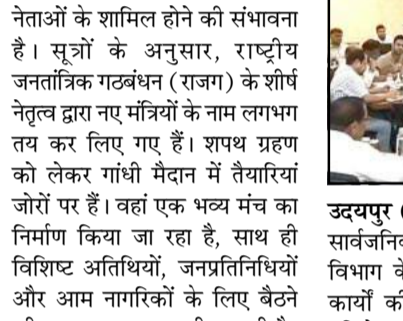 नेताओं के शामिल होने की संभावना
है। सूत्रों के अनुसार, राष्ट्रीय
जनतांत्रिक गठबंधन (राजग) के शीर्ष
नेतृत्व द्वारा नए मंत्रियों के नाम लगभग
तय कर लिए गए हैं। शपथ ग्रहण
को लेकर गांधी मैदान में तैयारियां
जोरों पर हैं। वहां एक भव्य मंच का
निर्माण किया जा रहा है, साथ ही
विशिष्ट अतिथियों, जनप्रतिनिधियों
और आम नागरिकों के लिए बैठने
उदयपुर (
विभाग
कार्यों